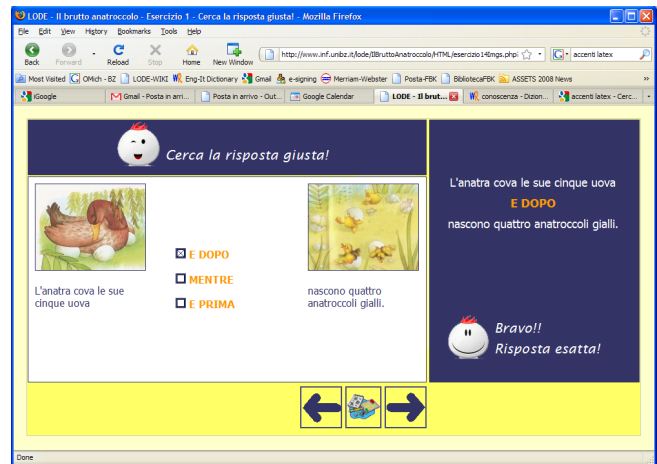 LODE - Il brutto anatroccolo - Esercizio 1 - Cerca la risposta giusta! - Mozilla Firefox
File Edit View History Bookmarks Tools Help
Back Forward Reload Stop Home New Window http://www.inf.unibz.it/lode/IlBruttoAnatroccolo/HTML/esercizio14Imgs.php accenti latex
Most Visited OMich - BZ LODE-WIKI Eng-It Dictionary Gmail e-signing Merriam-Webster Posta-FBK BibliotecaFBK ASSETS 2008 News
iGoogle Gmail - Posta in arri... Posta in arrivo - Out... Google Calendar LODE - Il brut... conoscenza - Dizion... accenti latex - Cerc...
Cerca la risposta giusta!
L'anatra cova le sue
cinque uova
E DOPO
MENTRE
E PRIMA
nascono quattro
anatroccoli gialli.
L'anatra cova le sue cinque uova
E DOPO
nascono quattro anatroccoli gialli.
Bravo!!
Risposta esatta!
Done